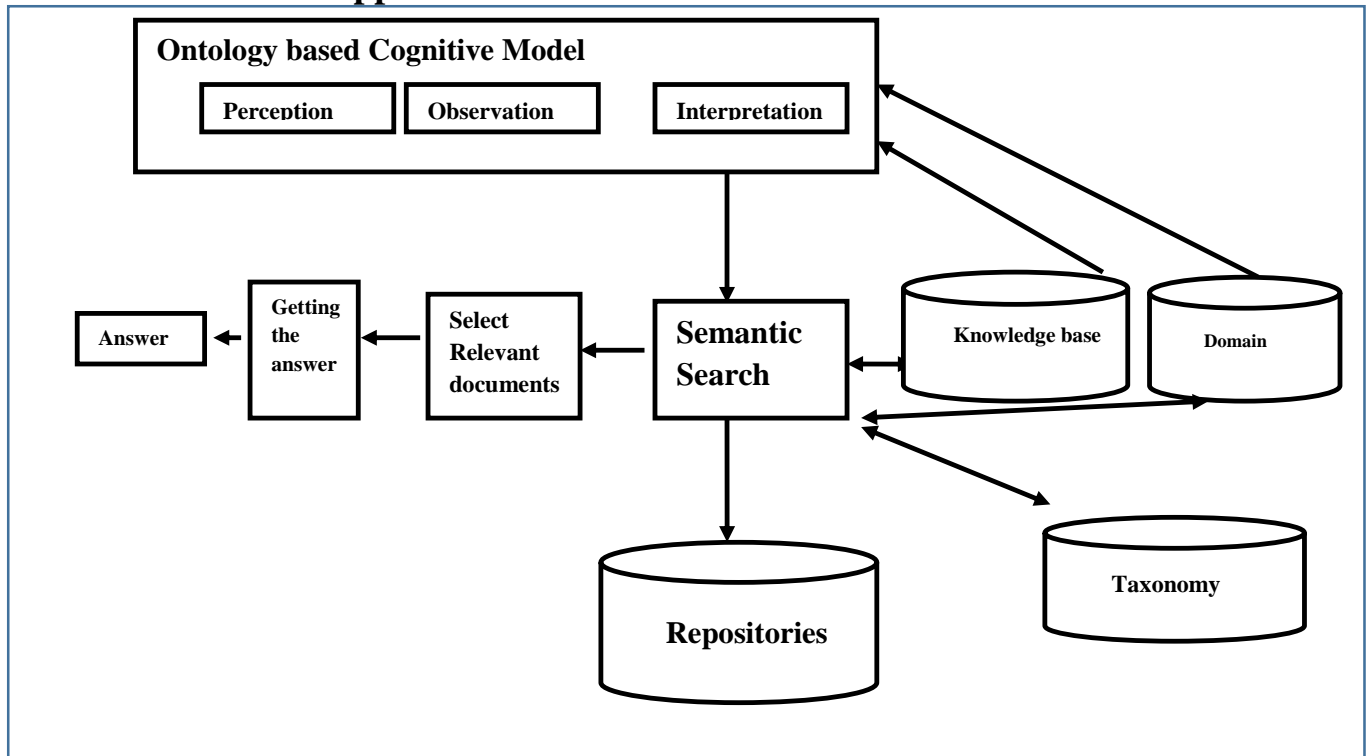 Ontology based Cognitive Model
Perception
Observation
Interpretation
Answer
Getting
the
answer
Select
Relevant
documents
Semantic
Search
Knowledge base
Domain
Taxonomy
Repositories